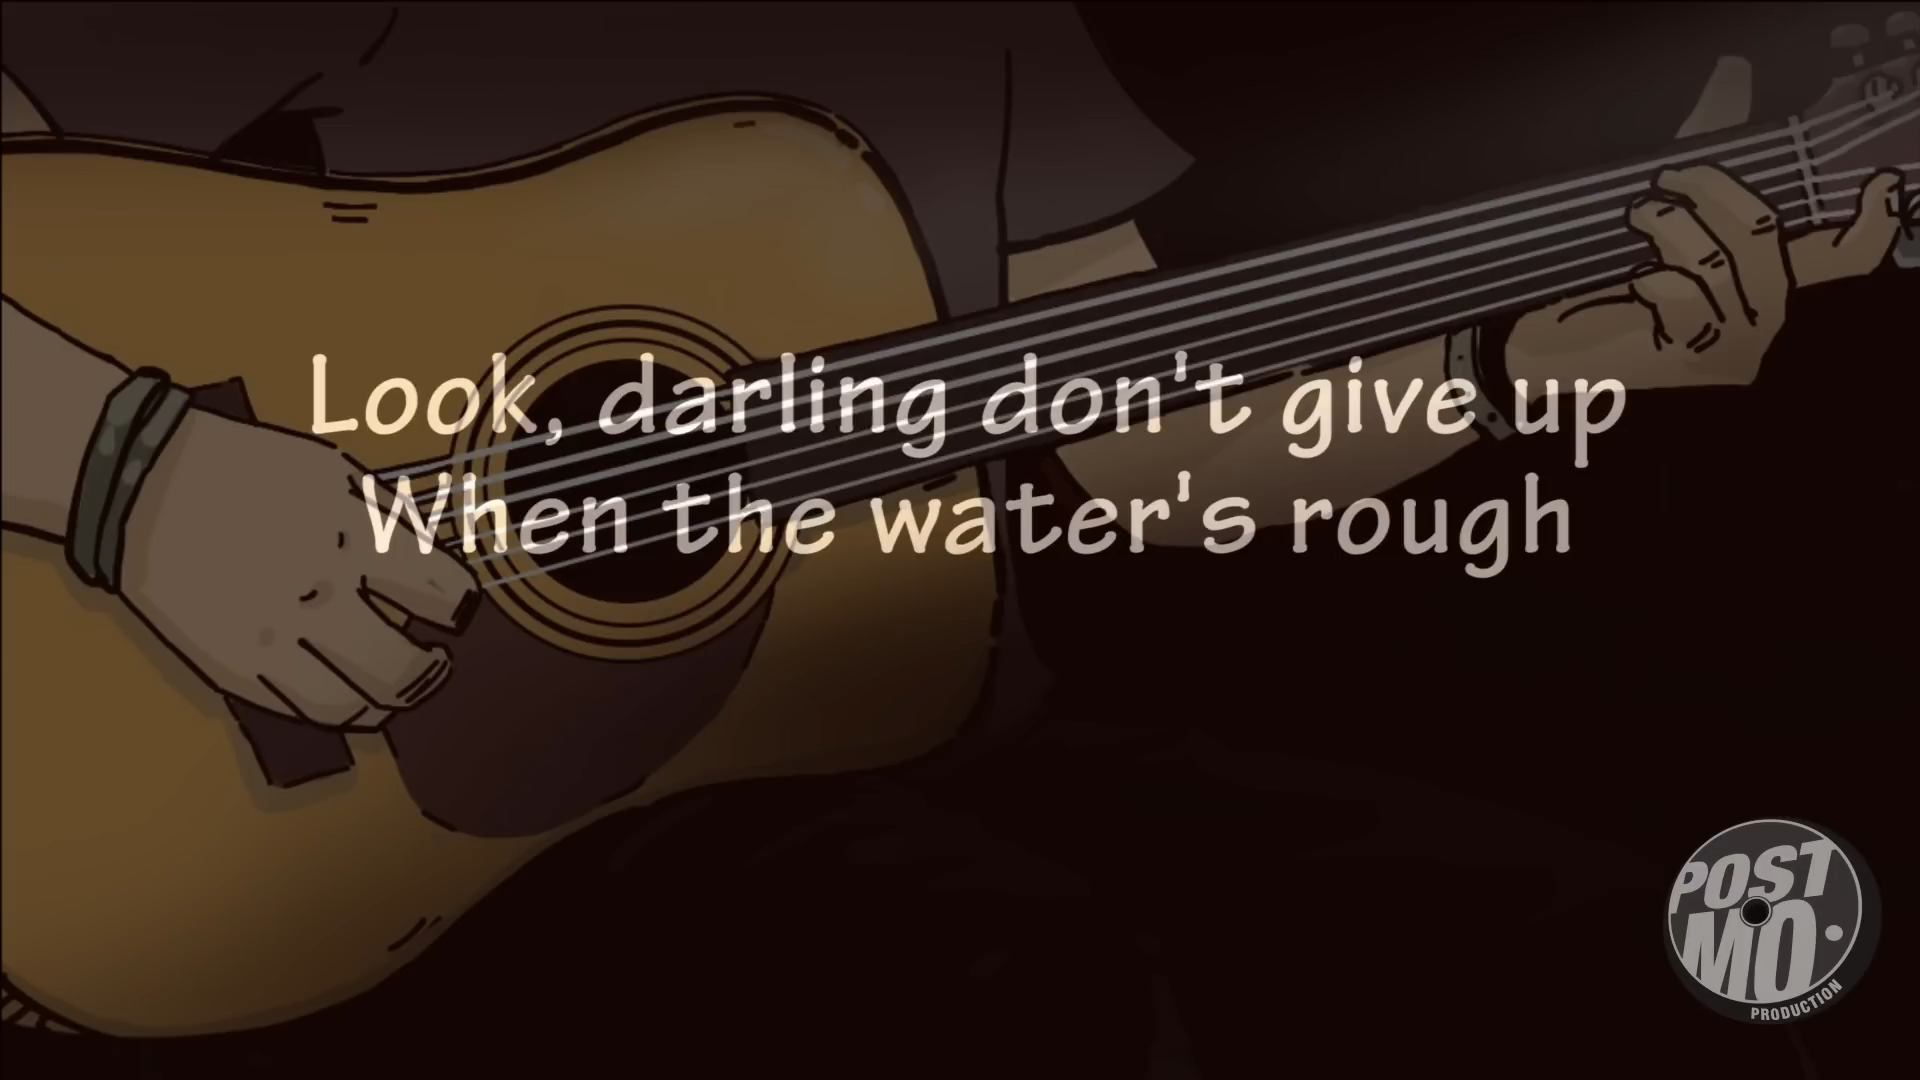 Look, darling don't give up
When the water's rough
POST
MO.
PRODUCTION